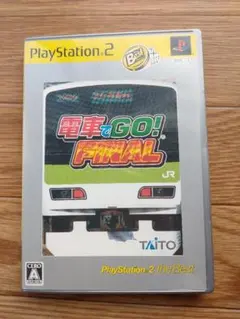 PlayStation 2
電車でGO!
FINAL
JR
TAITO
A
PlayStation 2 the Best